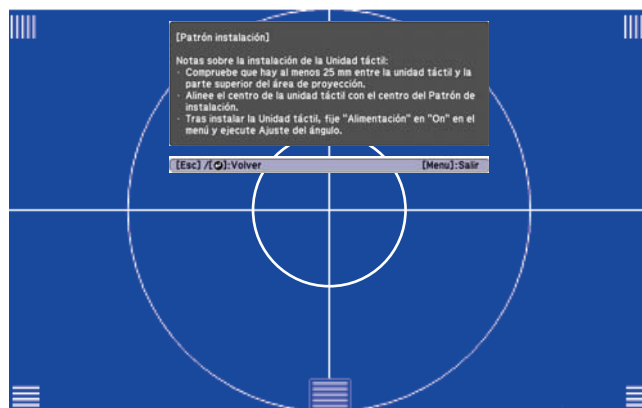 [Patrón instalación]
Notas sobre la instalación de la Unidad táctil:
· Compruebe que hay al menos 25 mm entre la unidad táctil y la
parte superior del área de proyección.
· Alinee el centro de la unidad táctil con el centro del Patrón de
instalación.
· Tras instalar la Unidad táctil, fije "Alimentación" en "On" en el
menú y ejecute Ajuste del ángulo.
[Esc] /[⏎]:Volver [Menu]:Salir